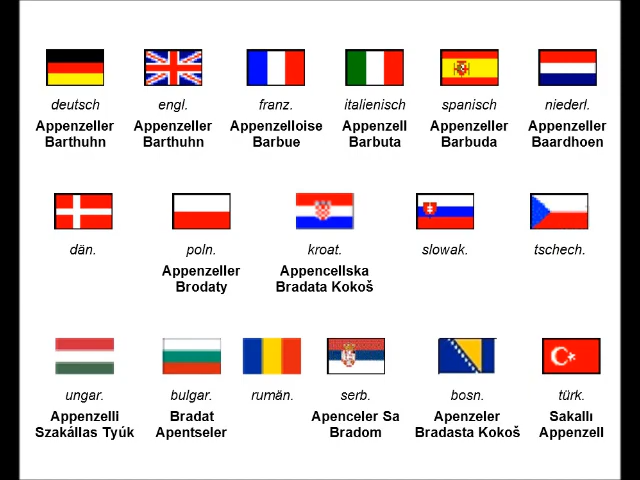 deutsch engl. franz. italienisch spanisch niederl.
Appenzeller Appenzeller Appenzelloise Appenzell Appenzeller Appenzeller
Barthuhn Barthuhn Barbue Barbuta Barbuda Baardhoen
dän. poln. kroat. slowak. tschech.
Appenzeller Appencellska
Brodaty Bradata Kokoš
ungar. bulgar. rumän. serb. bosn. türk.
Appenzelli Bradat Apenceler Sa Apenzeler Sakallı
Szakállas Tyúk Apentseler Bradom Bradasta Kokoš Appenzell